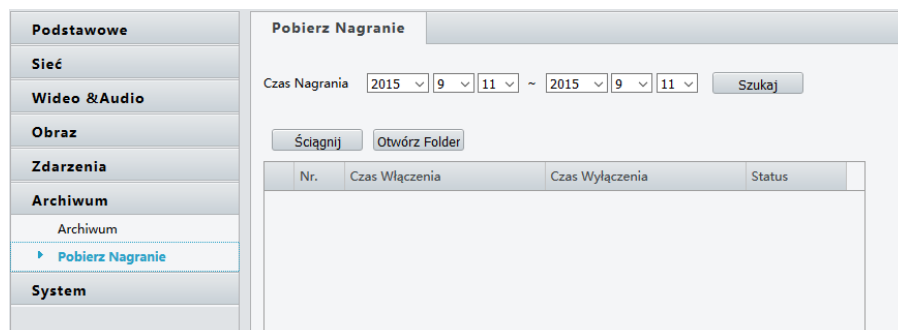 Podstawowe
Sieć
Wideo &Audio
Obraz
Zdarzenia
Archiwum
Archiwum
Pobierz Nagranie
System
Pobierz Nagranie
Czas Nagrania 2015 9 11 ~ 2015 9 11 Szukaj
Ściągnij Otwórz Folder
Nr. Czas Włączenia Czas Wyłączenia Status